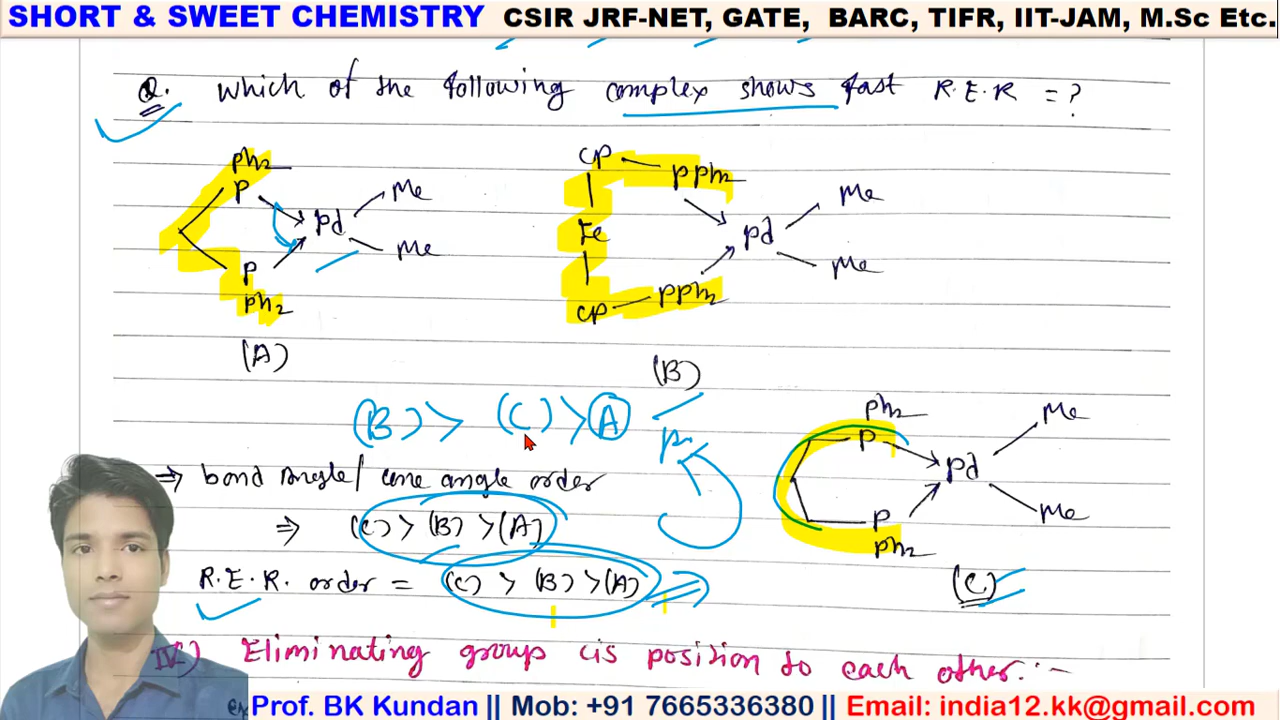 SHORT & SWEET CHEMISTRY CSIR JRF-NET, GATE, BARC, TIFR, IIT-JAM, M.Sc Etc.
Q. Which of the following complex shows fast R.E.R = ?
ph2
P
Pd
Me
Me
P
ph2
(A)
CP
P ph2
Fe
Pd
Me
Me
CP
PPh2
(B)
(B) > (C) > (A)
ph2
P
Pd
Me
Me
P
ph2
(C)
⇒ bond Angle / cone angle order
⇒ (C) > (B) > (A)
R.E.R. order = (C) > (B) > (A)
IV) Eliminating group cis position to each other :-
Prof. BK Kundan || Mob: +91 7665336380 || Email: india12.kk@gmail.com